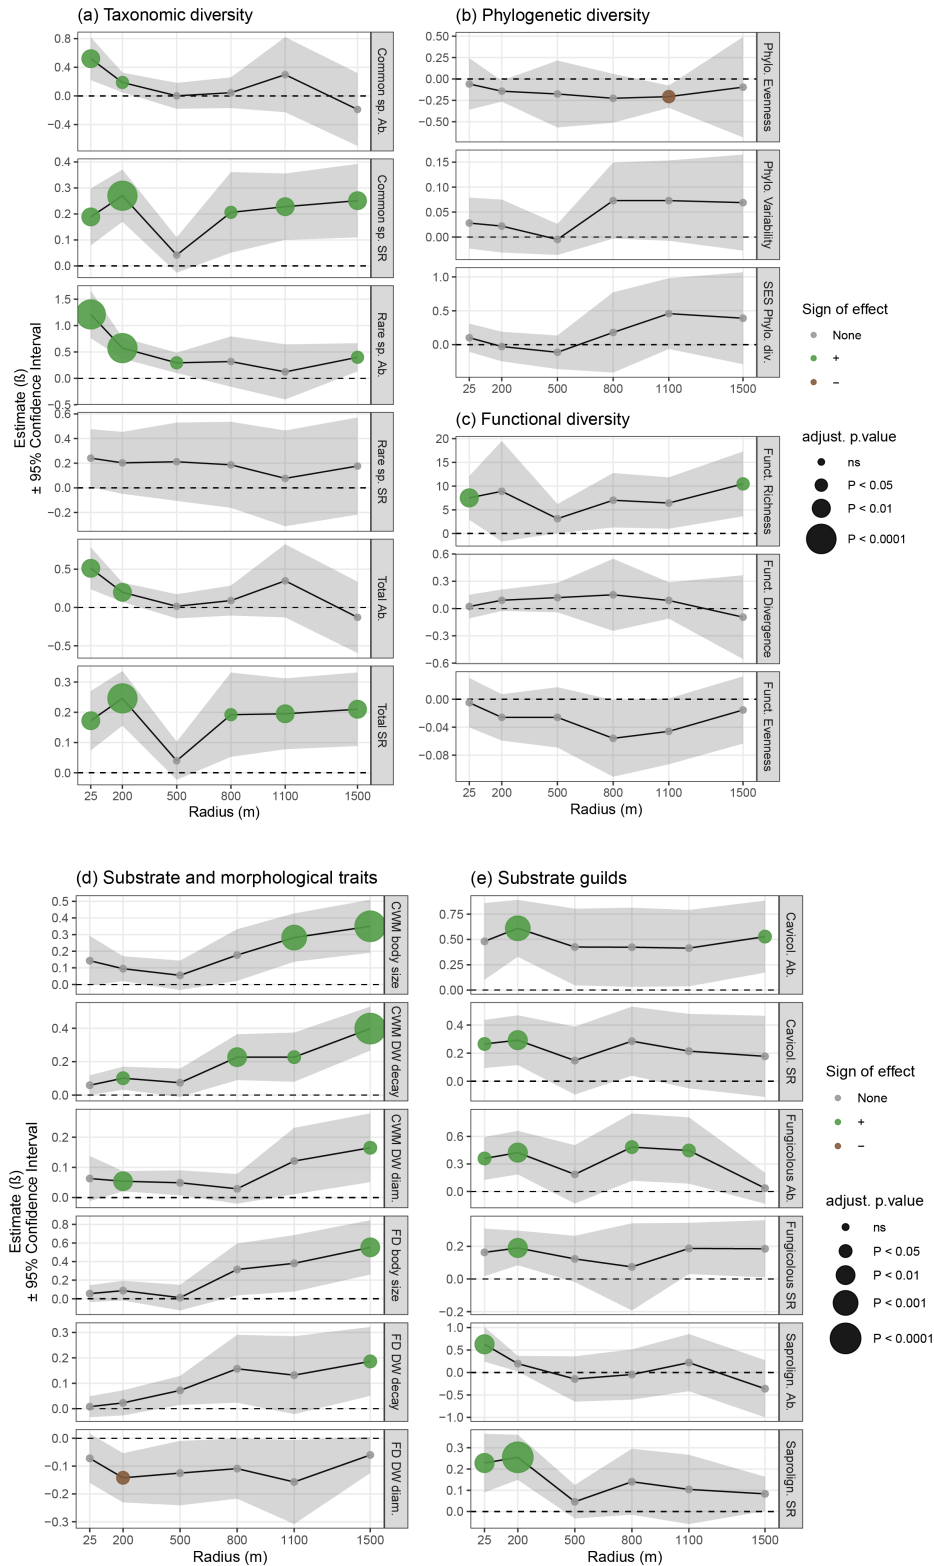 (a) Taxonomic diversity
0.8
0.4
0.0
−0.4
Common sp. Ab.
0.4
0.3
0.2
0.1
0.0
Common sp. SR
1.5
1.0
0.5
0.0
Rare sp. Ab.
0.6
0.4
0.2
0.0
−0.2
Rare sp. SR
0.5
0.0
−0.5
Total Ab.
0.3
0.2
0.1
0.0
Total SR
25 200 500 800 1100 1500
Radius (m)
Estimate (ß)
± 95% Confidence Interval
(b) Phylogenetic diversity
0.50
0.25
0.00
−0.25
−0.50
Phylo. Evenness
0.15
0.10
0.05
0.00
Phylo. Variability
1.0
0.5
0.0
SES Phylo. div.
25 200 500 800 1100 1500
(c) Functional diversity
20
15
10
5
0
Funct. Richness
0.6
0.3
0.0
−0.3
−0.6
Funct. Divergence
0.00
−0.04
−0.08
Funct. Evenness
25 200 500 800 1100 1500
Radius (m)
Sign of effect
None
+
−
adjust. p.value
ns
P < 0.05
P < 0.01
P < 0.0001
(d) Substrate and morphological traits
0.5
0.4
0.3
0.2
0.1
0.0
CWM body size
0.4
0.2
0.0
CWM DW decay
0.2
0.1
0.0
CWM DW diam.
0.8
0.6
0.4
0.2
0.0
FD body size
0.3
0.2
0.1
0.0
FD DW decay
0.0
−0.1
−0.2
−0.3
FD DW diam.
25 200 500 800 1100 1500
Radius (m)
Estimate (ß)
± 95% Confidence Interval
(e) Substrate guilds
0.75
0.50
0.25
0.00
Cavicol. Ab.
0.4
0.2
0.0
Cavicol. SR
0.6
0.3
0.0
Fungicolous Ab.
0.2
0.0
−0.2
Fungicolous SR
1.0
0.5
0.0
−0.5
−1.0
Saprolign. Ab.
0.3
0.2
0.1
0.0
Saprolign. SR
25 200 500 800 1100 1500
Radius (m)
Sign of effect
None
+
−
adjust. p.value
ns
P < 0.05
P < 0.01
P < 0.001
P < 0.0001